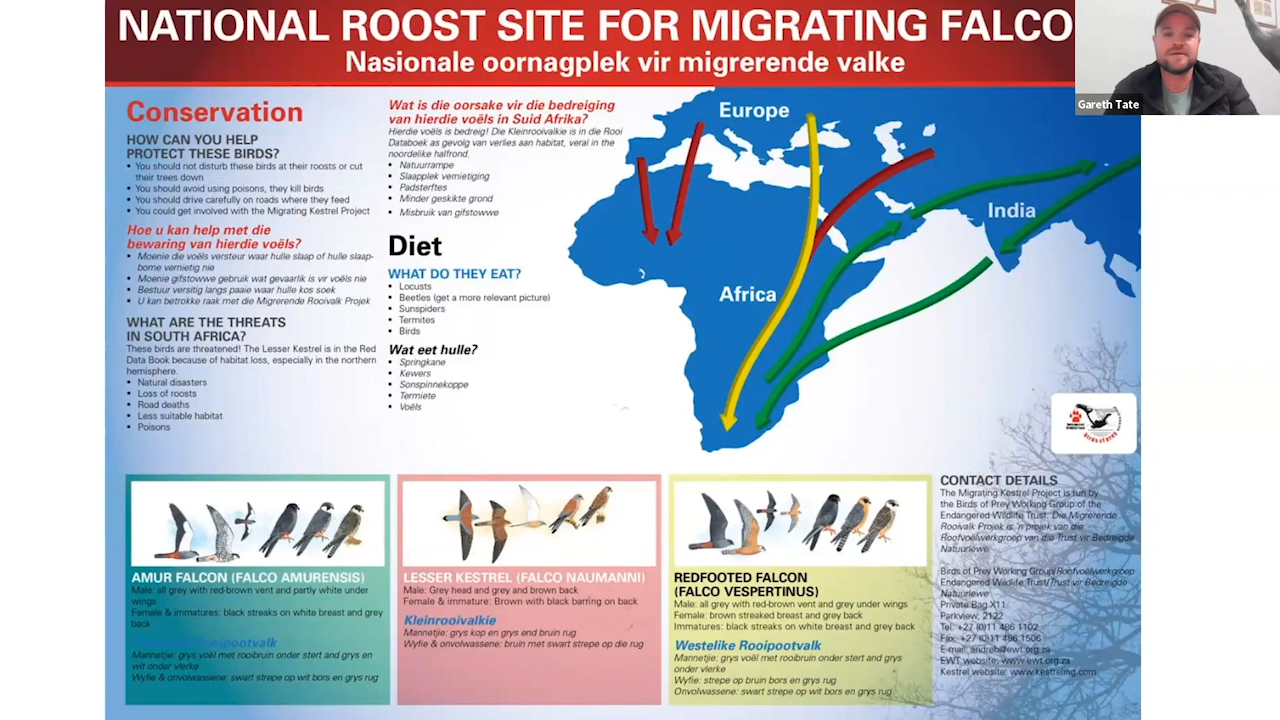 NATIONAL ROOST SITE FOR MIGRATING FALCO
Nasionale oornagplek vir migrerende valke
Gareth Tate
Conservation
HOW CAN YOU HELP
PROTECT THESE BIRDS?
• You should not disturb these birds at their roosts or cut
their trees down
• You should avoid using poisons, they kill birds
• You should drive carefully on roads where they feed
• You could get involved with the Migrating Kestrel Project
Hoe u kan help met die
bewaring van hierdie voëls?
• Moenie die voëls versteur waar hulle slaap of hulle slaap-
bome vernietig nie
• Moenie gifstowwe gebruik wat gevaarlik is vir voëls nie
• Bestuur versitig langs paaie waar hulle kos soek
• U kan betrokke raak met die Migrerende Rooivalk Projek
WHAT ARE THE THREATS
IN SOUTH AFRICA?
These birds are threatened! The Lesser Kestrel is in the Red
Data Book because of habitat loss, especially in the northern
hemisphere.
• Natural disasters
• Loss of roosts
• Road deaths
• Less suitable habitat
• Poisons
Wat is die oorsake vir die bedreiging
van hierdie voëls in Suid Afrika?
Hierdie voëls is bedreig! Die Kleinrooivalkie is in die Rooi
Databoek as gevolg van verlies aan habitat, veral in die
noordelike halfrond.
• Natuurrampe
• Slaapplek vernietiging
• Padsterftes
• Minder geskikte grond
• Misbruik van gifstowwe
Diet
WHAT DO THEY EAT?
• Locusts
• Beetles (get a more relevant picture)
• Sunspiders
• Termites
• Birds
Wat eet hulle?
• Springkane
• Kewers
• Sonspinnekoppe
• Termiete
• Voëls
Europe
India
Africa
AMUR FALCON (FALCO AMURENSIS)
Male: all grey with red-brown vent and partly white under
wings
Female & immatures: black streaks on white breast and grey
back
Mannetjie: grys voël met rooibruin onder stert and grys en
wit onder vlerke
Wyfie & onvolwassene: swart strepe op wit bors en grys rug
LESSER KESTREL (FALCO NAUMANNI)
Male: Grey head and grey and brown back
Female & immature: Brown with black barring on back
Kleinrooivalkie
Mannetjie: grys kop en grys end bruin rug
Wyfie & onvolwassene: bruin met swart strepe op die rug
REDFOOTED FALCON
(FALCO VESPERTINUS)
Male: all grey with red-brown vent and grey under wings
Female: brown streaked breast and grey back
Immatures: black streaks on white breast and grey back
Westelike Rooipootvalk
Mannetjie: grys voël met rooibruin onder stert and grys
onder vlerke
Wyfie: strepe op bruin bors en grys rug
Onvolwassene: swart strepe op wit bors en grys rug
CONTACT DETAILS
The Migrating Kestrel Project is run by
the Birds of Prey Working Group of the
Endangered Wildlife Trust. Die Migrerende
Rooivalk Projek is 'n projek van die
Roofvoëlwerkgroep van die Trust vir Bedreigde
Natuurlewe
Birds of Prey Working Group/Roofvoëlwerkgroep
Endangered Wildlife Trust/Trust vir Bedreigde
Natuurlewe
Private Bag X11
Parkview, 2122
Tel: +27 (0)11 486 1102
Fax: +27 (0)11 486 1506
E-mail: andreb@ewt.org.za
EWT website: www.ewt.org.za
Kestrel website: www.kestreling.com